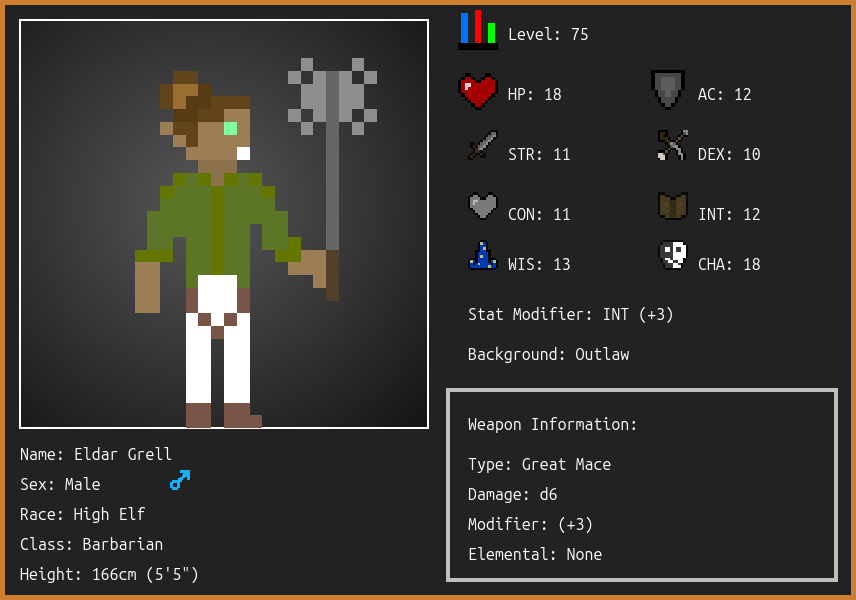 Level: 75
HP: 18
AC: 12
STR: 11
DEX: 10
CON: 11
INT: 12
WIS: 13
CHA: 18
Stat Modifier: INT (+3)
Background: Outlaw
Weapon Information:
Type: Great Mace
Damage: d6
Modifier: (+3)
Elemental: None
Name: Eldar Grell
Sex: Male
Race: High Elf
Class: Barbarian
Height: 166cm (5'5")